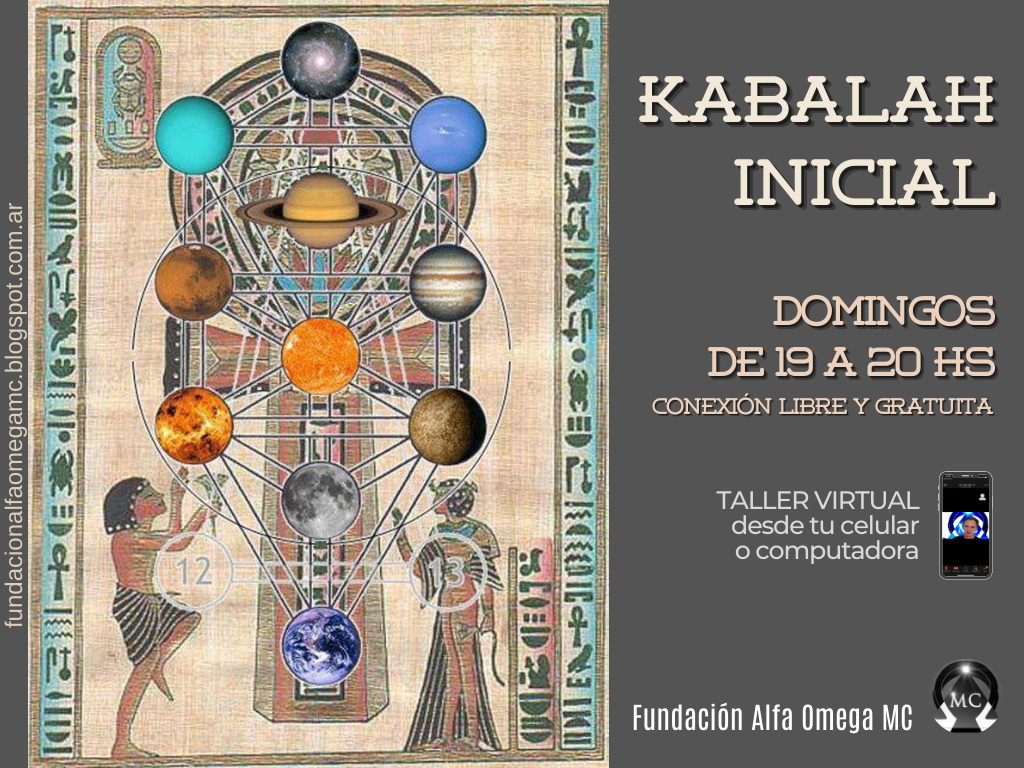 fundacionalfaomegamc.blogspot.com.ar
KABALAH
INICIAL
DOMINGOS
DE 19 A 20 HS
CONEXIÓN LIBRE Y GRATUITA
TALLER VIRTUAL
desde tu celular
o computadora
12
13
Fundación Alfa Omega MC
MC